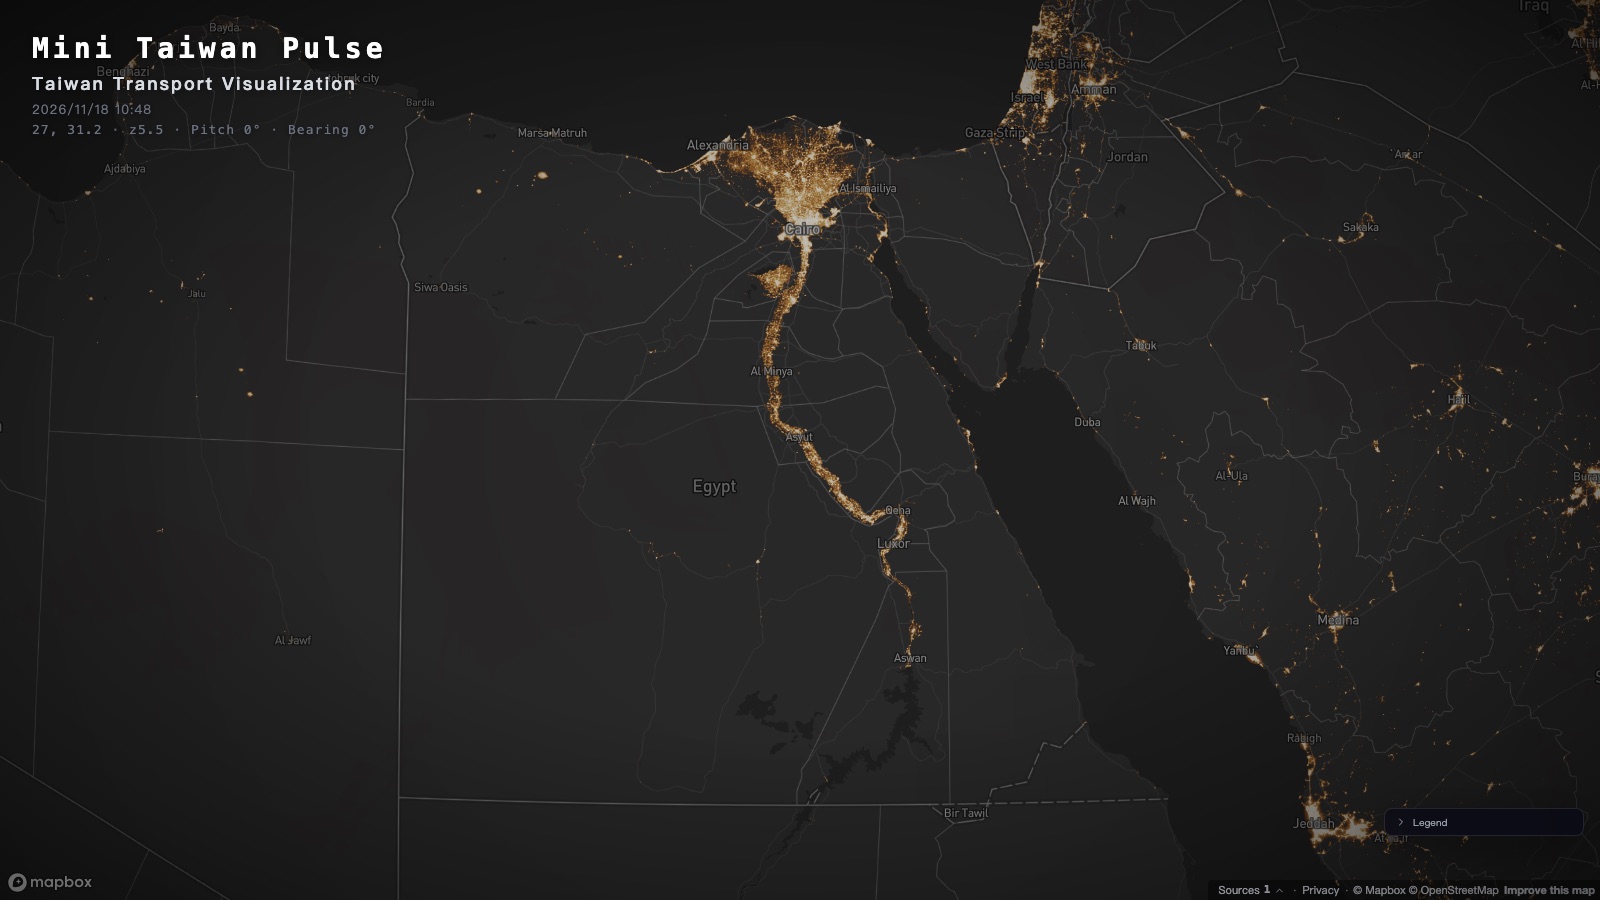 Mini Taiwan Pulse
Taiwan Transport Visualization
2026/11/18 10:48
27, 31.2 · z5.5 · Pitch 0° · Bearing 0°
Iraq
Bayda
Benghazi
West Bank
Amman
Israel
Bardia
Marsa Matruh
Gaza Strip
Alexandria
Jordan
Ajdabiya
Al Ismailiya
Sakaka
Cairo
Siwa Oasis
Jalu
Tabuk
Al Minya
Hail
Duba
Asyut
Al-Ula
Egypt
Al Wajh
Qena
Luxor
Medina
Al Jawf
Yanbu
Aswan
Rabigh
Bir Tawil
Jeddah
Legend
mapbox
Sources 1 · Privacy · © Mapbox © OpenStreetMap Improve this map